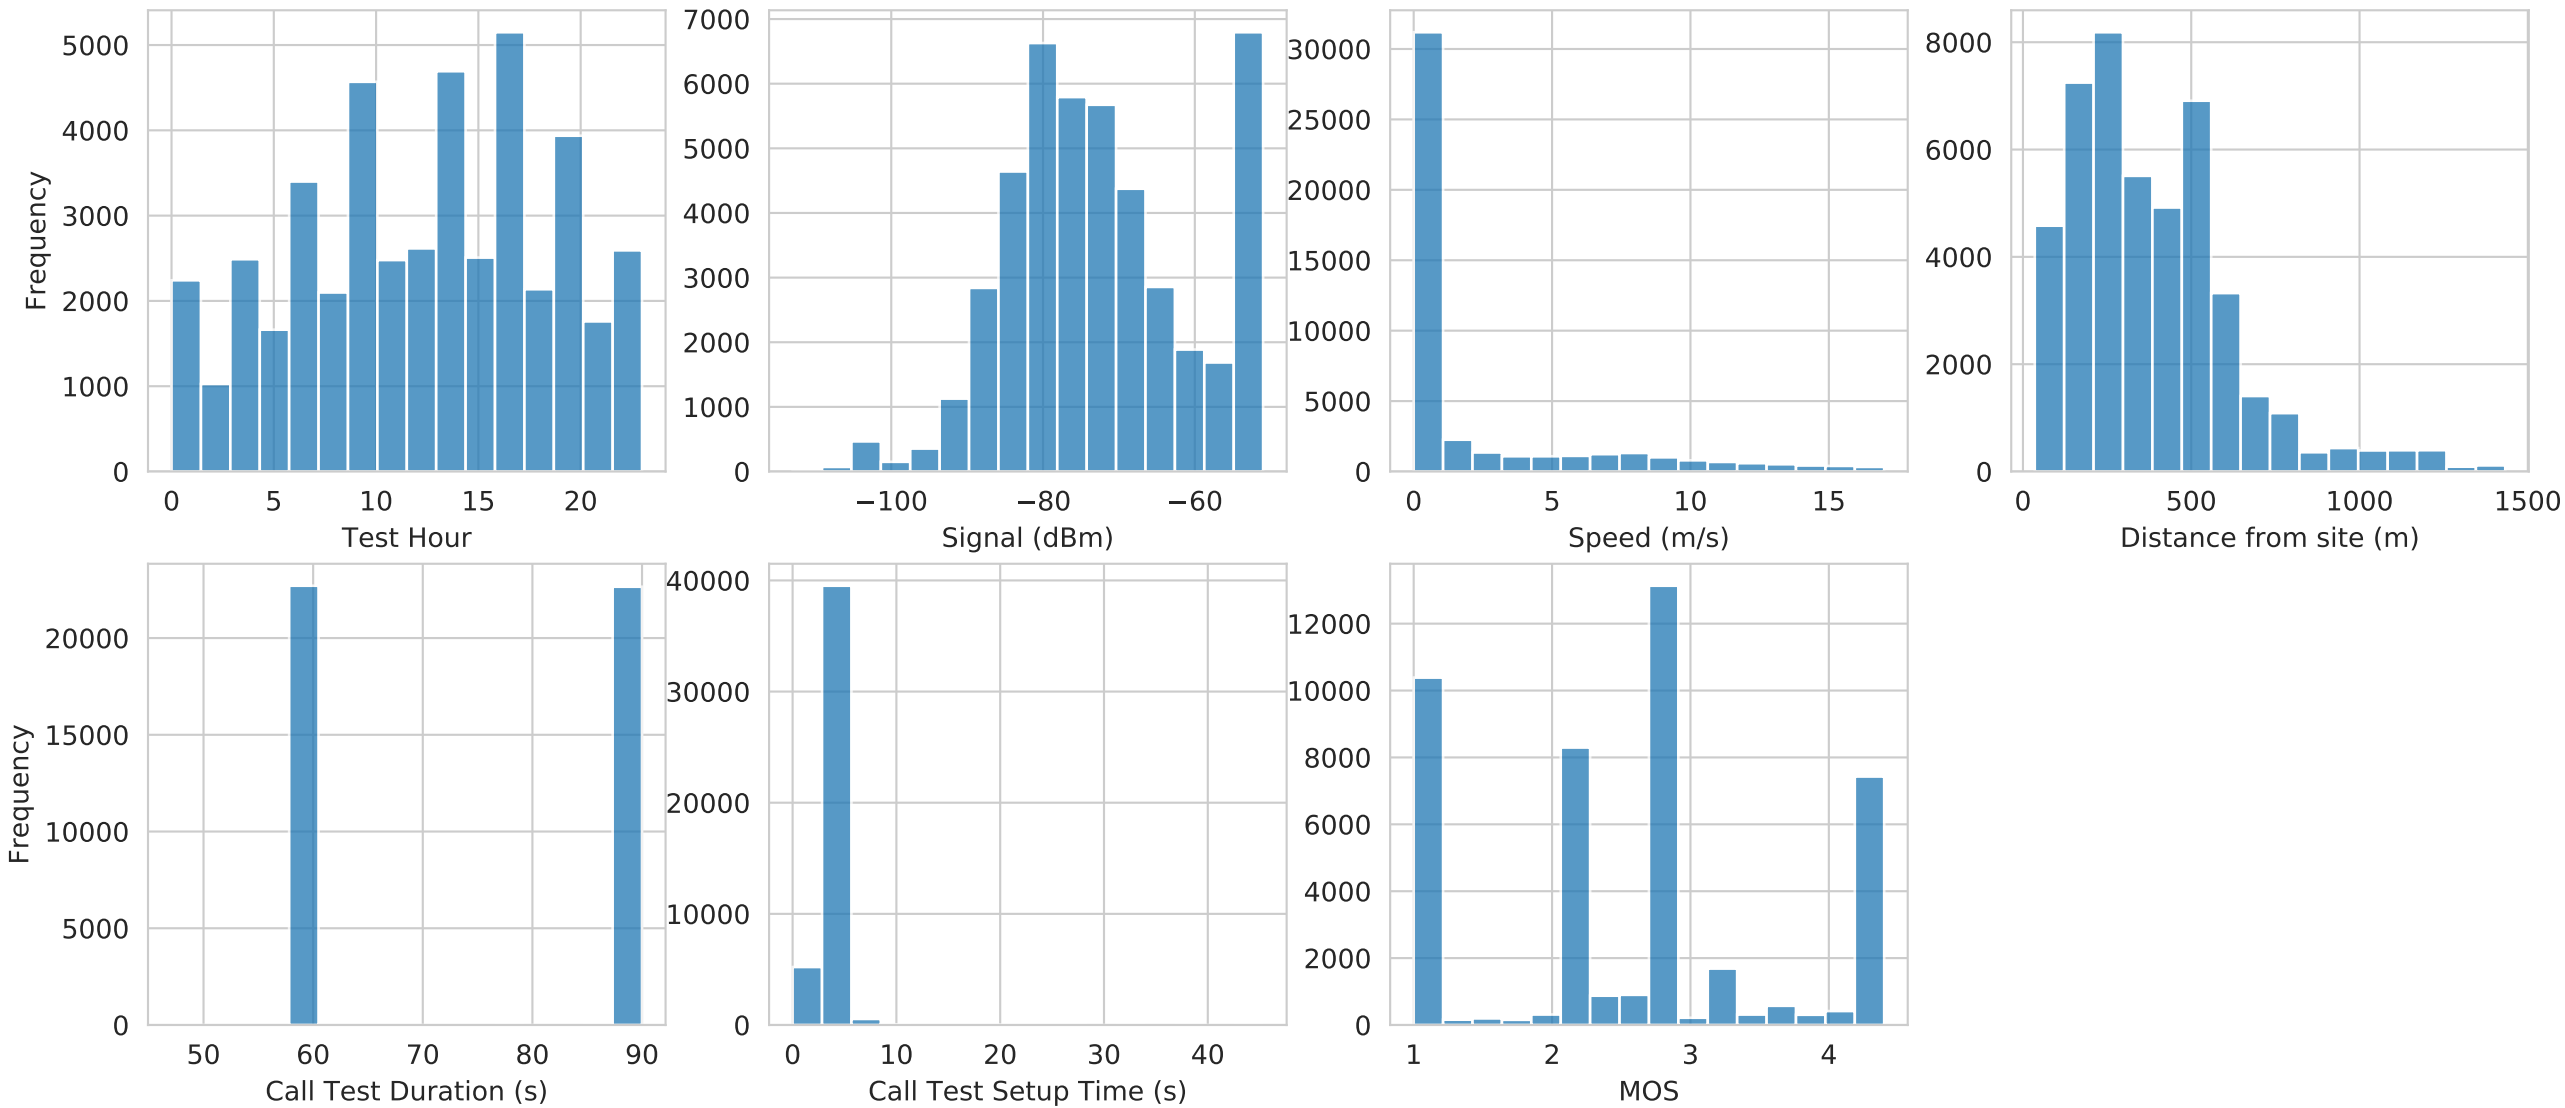 5000
4000
3000
2000
1000
0
Frequency
0 5 10 15 20
Test Hour
7000
6000
5000
4000
3000
2000
1000
0
−100 −80 −60
Signal (dBm)
30000
25000
20000
15000
10000
5000
0
0 5 10 15
Speed (m/s)
8000
6000
4000
2000
0
0 500 1000 1500
Distance from site (m)
20000
15000
10000
5000
0
Frequency
50 60 70 80 90
Call Test Duration (s)
40000
30000
20000
10000
0
0 10 20 30 40
Call Test Setup Time (s)
12000
10000
8000
6000
4000
2000
0
1 2 3 4
MOS